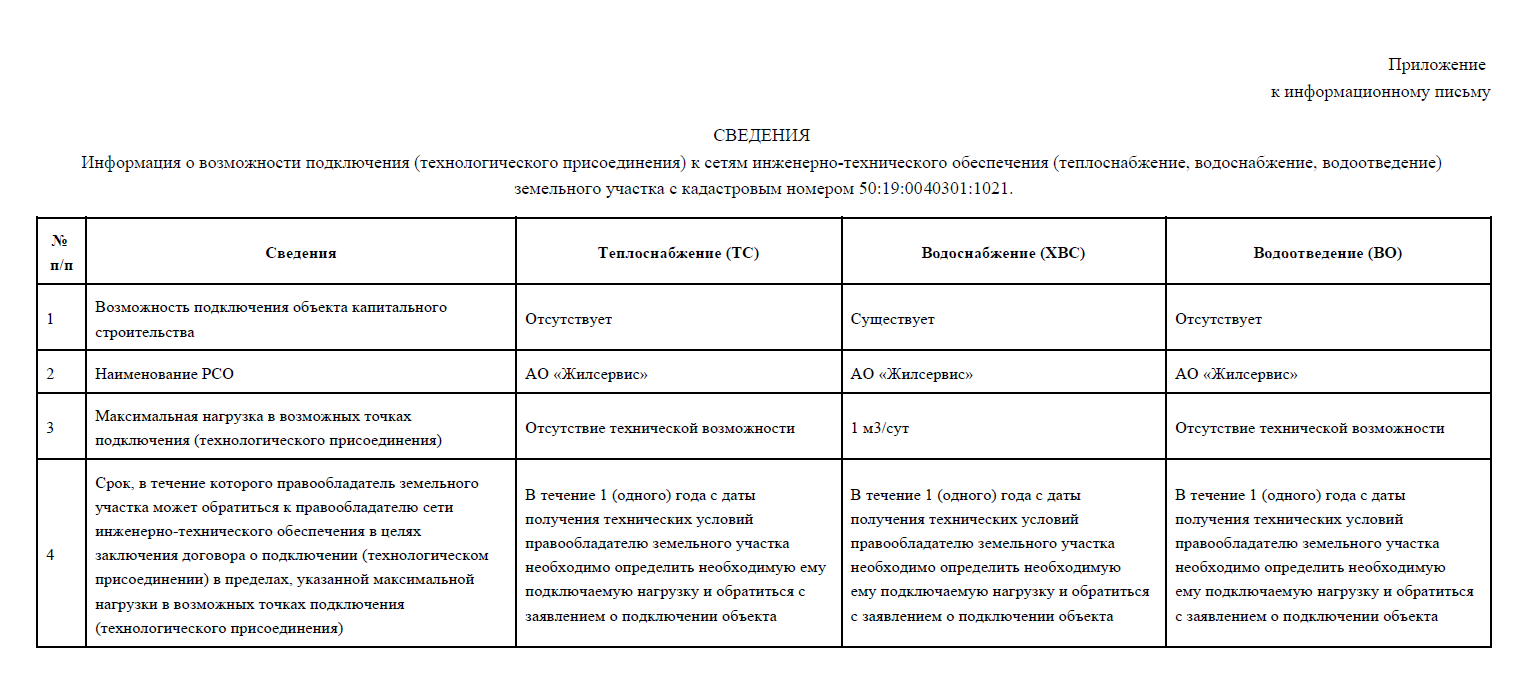 Приложение
к информационному письму
СВЕДЕНИЯ
Информация о возможности подключения (технологического присоединения) к сетям инженерно-технического обеспечения (теплоснабжение, водоснабжение, водоотведение)
земельного участка с кадастровым номером 50:19:0040301:1021.
№
п/п
Сведения
Теплоснабжение (ТС)
Водоснабжение (ХВС)
Водоотведение (ВО)
1
Возможность подключения объекта капитального
строительства
Отсутствует
Существует
Отсутствует
2
Наименование РСО
АО «Жилсервис»
АО «Жилсервис»
АО «Жилсервис»
3
Максимальная нагрузка в возможных точках
подключения (технологического присоединения)
Отсутствие технической возможности
1 м3/сут
Отсутствие технической возможности
4
Срок, в течение которого правообладатель земельного
участка может обратиться к правообладателю сети
инженерно-технического обеспечения в целях
заключения договора о подключении (технологическом
присоединении) в пределах, указанной максимальной
нагрузки в возможных точках подключения
(технологического присоединения)
В течение 1 (одного) года с даты
получения технических условий
правообладателю земельного участка
необходимо определить необходимую ему
подключаемую нагрузку и обратиться с
заявлением о подключении объекта
В течение 1 (одного) года с даты
получения технических условий
правообладателю земельного участка
необходимо определить необходимую
ему подключаемую нагрузку и обратиться
с заявлением о подключении объекта
В течение 1 (одного) года с даты
получения технических условий
правообладателю земельного участка
необходимо определить необходимую
ему подключаемую нагрузку и обратиться
с заявлением о подключении объекта